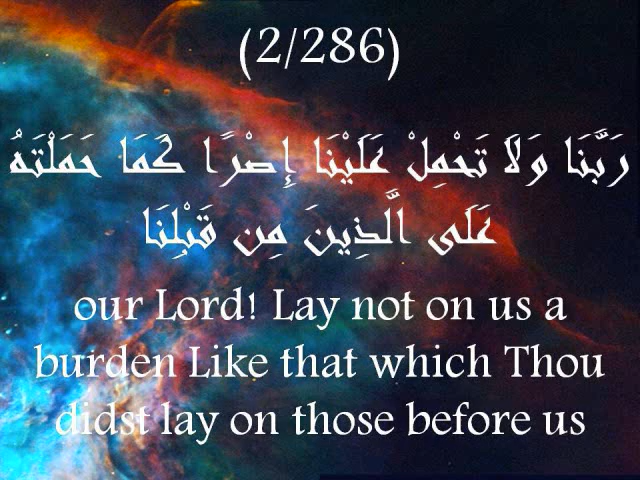 (2/286)
رَبَّنَا وَلاَ تَحْمِلْ عَلَيْنَا إِصْرًا كَمَا حَمَلْتَهُ
عَلَى الَّذِينَ مِن قَبْلِنَا
our Lord! Lay not on us a
burden Like that which Thou
didst lay on those before us